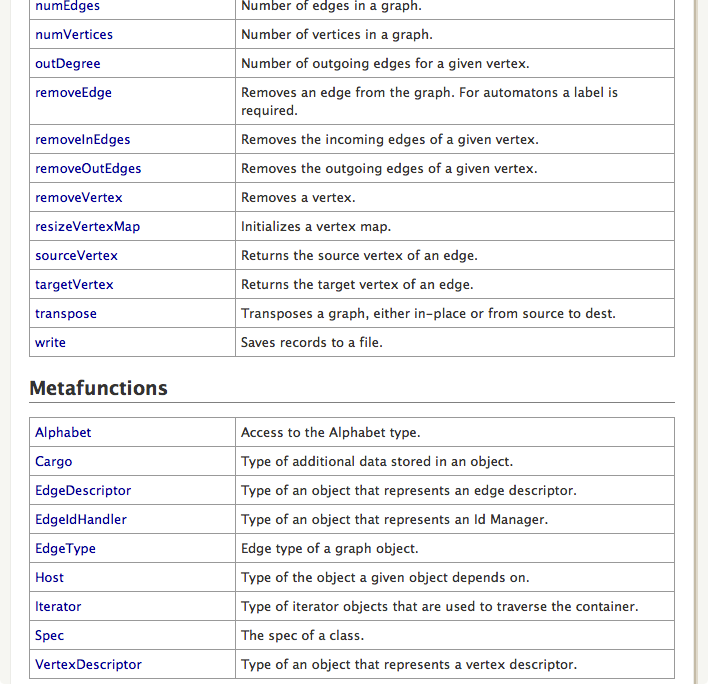 numEdges Number of edges in a graph.
numVertices Number of vertices in a graph.
outDegree Number of outgoing edges for a given vertex.
removeEdge Removes an edge from the graph. For automatons a label is
required.
removeInEdges Removes the incoming edges of a given vertex.
removeOutEdges Removes the outgoing edges of a given vertex.
removeVertex Removes a vertex.
resizeVertexMap Initializes a vertex map.
sourceVertex Returns the source vertex of an edge.
targetVertex Returns the target vertex of an edge.
transpose Transposes a graph, either in-place or from source to dest.
write Saves records to a file.
Metafunctions
Alphabet Access to the Alphabet type.
Cargo Type of additional data stored in an object.
EdgeDescriptor Type of an object that represents an edge descriptor.
EdgeIdHandler Type of an object that represents an Id Manager.
EdgeType Edge type of a graph object.
Host Type of the object a given object depends on.
Iterator Type of iterator objects that are used to traverse the container.
Spec The spec of a class.
VertexDescriptor Type of an object that represents a vertex descriptor.